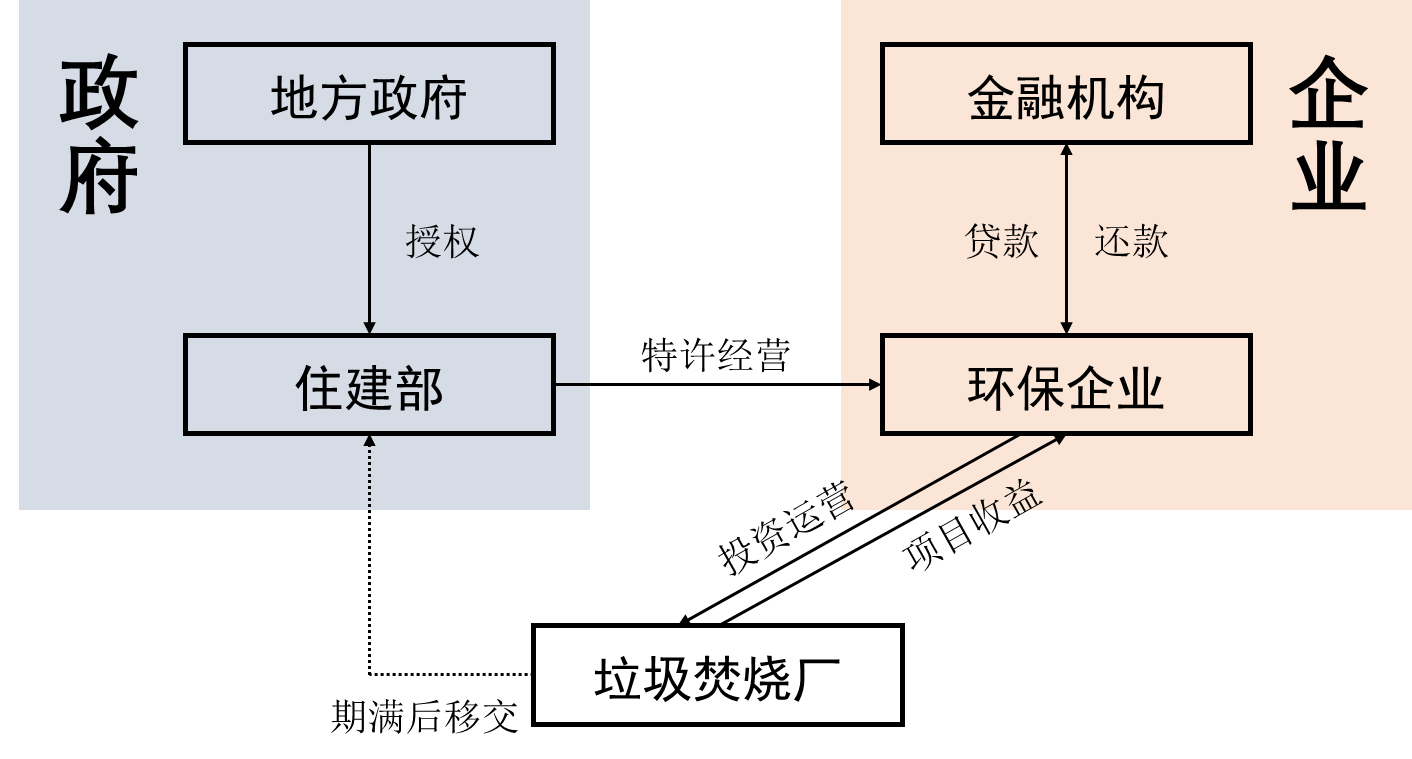 政府
地方政府
金融机构
企业
授权
贷款
还款
特许经营
住建部
环保企业
投资运营
项目收益
垃圾焚烧厂
期满后移交